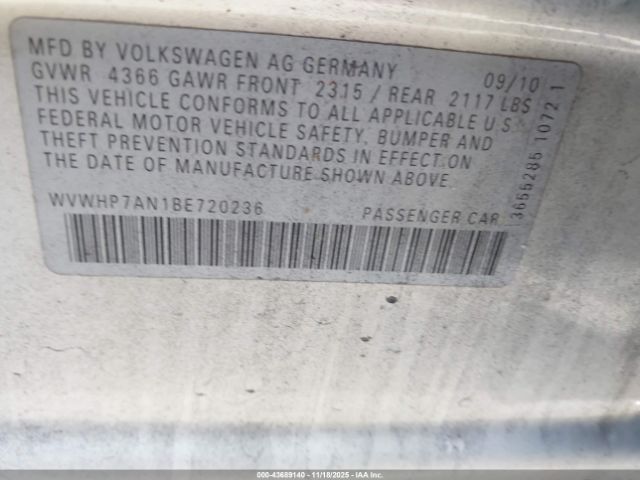 MFD BY VOLKSWAGEN AG GERMANY 09/10
GVWR 4366 GAWR FRONT 2315 / REAR 2117 LBS
THIS VEHICLE CONFORMS TO ALL APPLICABLE U S
FEDERAL MOTOR VEHICLE SAFETY, BUMPER AND
THEFT PREVENTION STANDARDS IN EFFECT ON
THE DATE OF MANUFACTURE SHOWN ABOVE
WVWHP7AN1BE720236 PASSENGER CAR
3655285 1072 1
000-43689140 - 11/18/2025 - IAAI.com